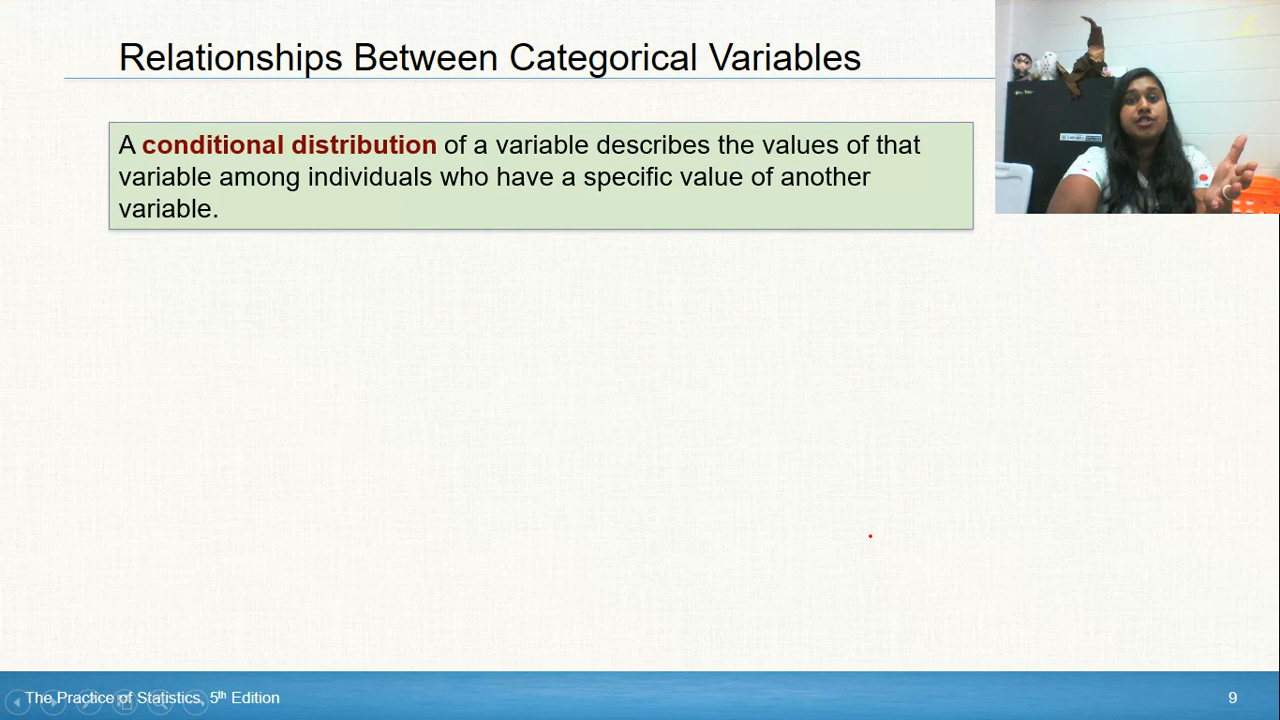 Relationships Between Categorical Variables
A conditional distribution of a variable describes the values of that
variable among individuals who have a specific value of another
variable.
The Practice of Statistics, 5th Edition
9